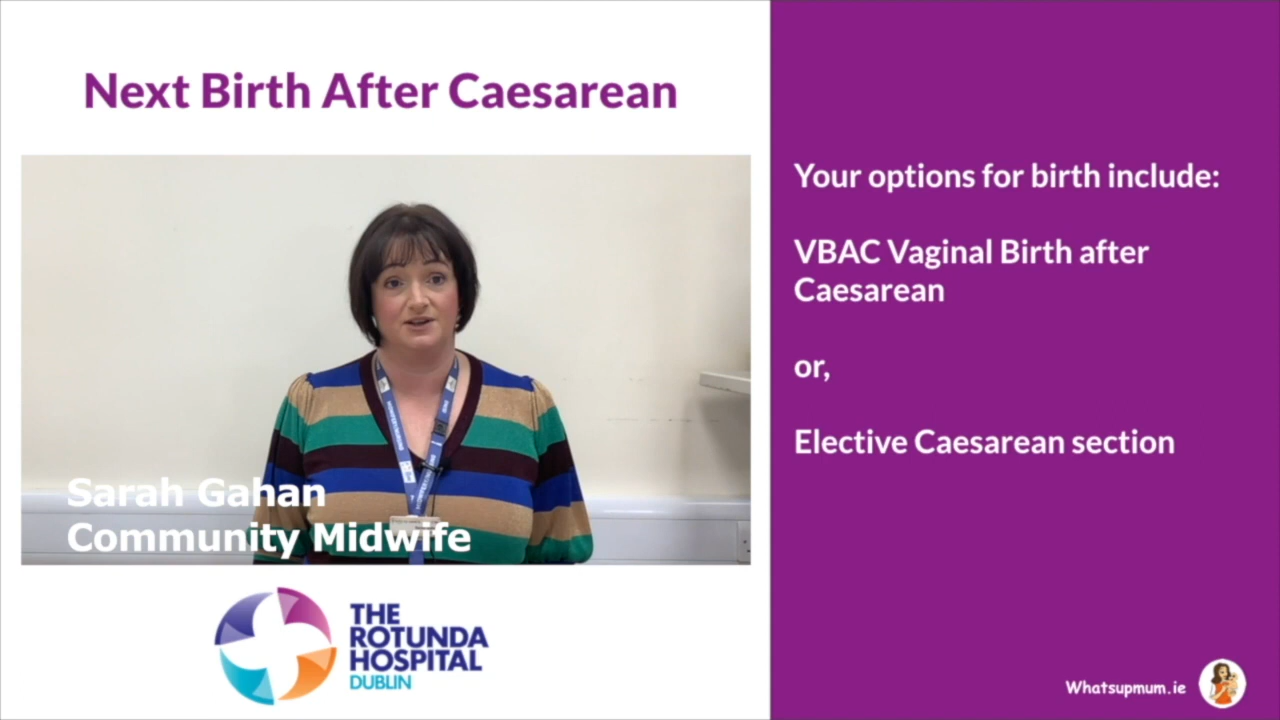 Next Birth After Caesarean
Sarah Gahan
Community Midwife
THE
ROTUNDA
HOSPITAL
DUBLIN
Your options for birth include:
VBAC Vaginal Birth after
Caesarean
or,
Elective Caesarean section
Whatsupmum.ie